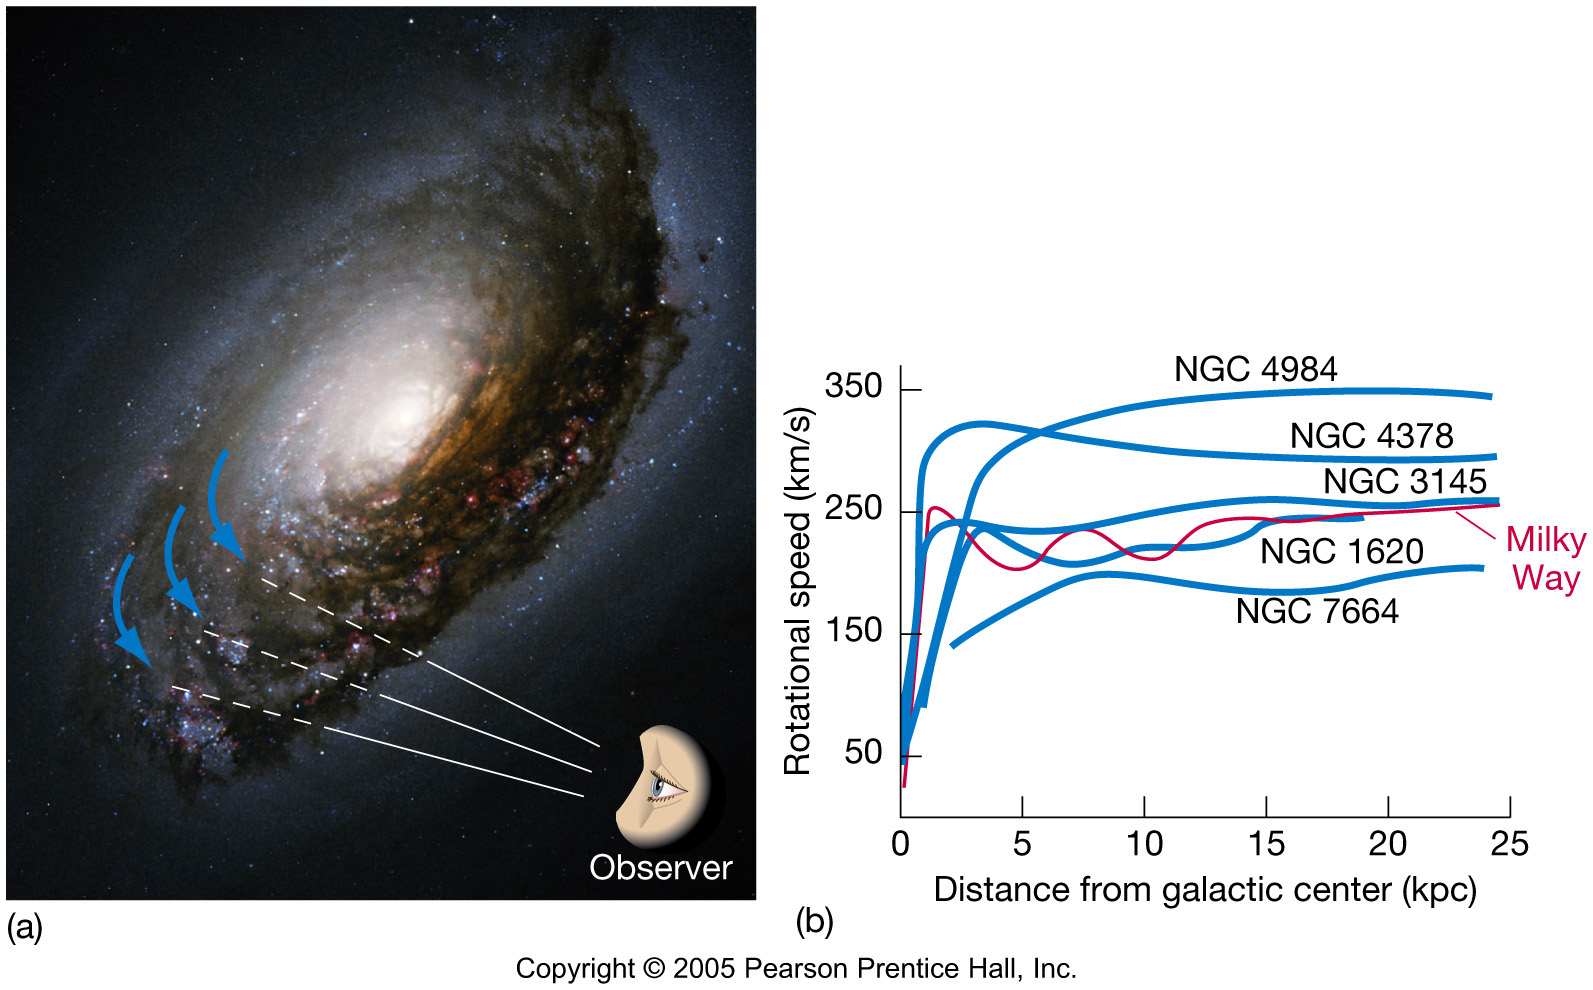 Observer
(a)
350
250
150
50
Rotational speed (km/s)
NGC 4984
NGC 4378
NGC 3145
Milky
Way
NGC 1620
NGC 7664
0 5 10 15 20 25
Distance from galactic center (kpc)
(b)
Copyright © 2005 Pearson Prentice Hall, Inc.